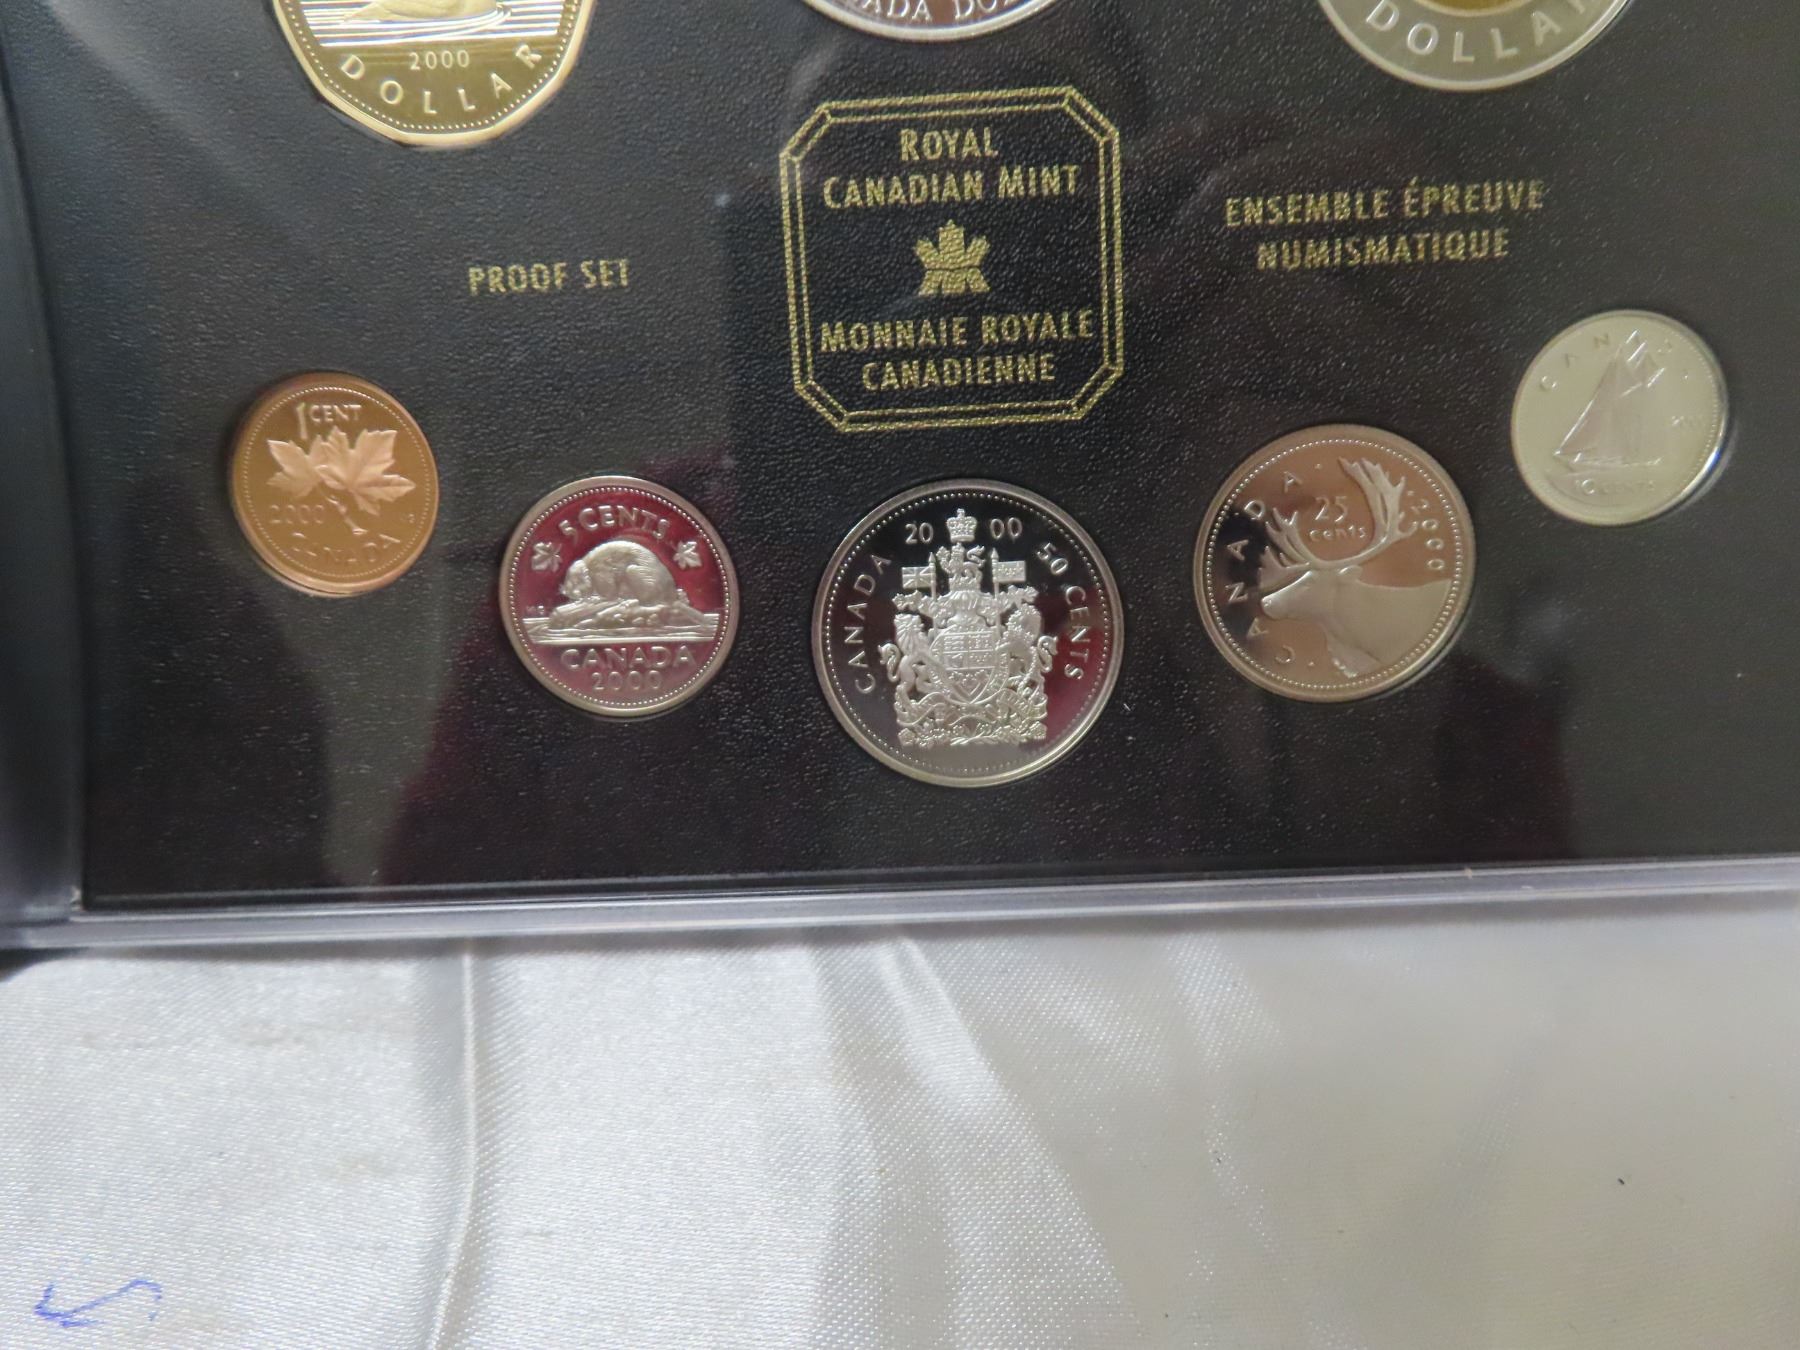 2000
DOLLAR
DOLLAR
ROYAL
CANADIAN MINT
MONNAIE ROYALE
CANADIENNE
PROOF SET
ENSEMBLE ÉPREUVE
NUMISMATIQUE
1 CENT
2000
CANADA
5 CENTS
CANADA
2000
20 00
CANADA
50 CENTS
CANADA
25
cents
2000
CENTS